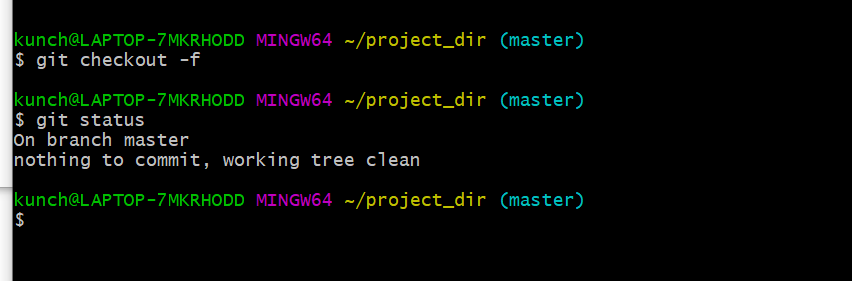 kunch@LAPTOP-7MKRHODD MINGW64 ~/project_dir (master)
$ git checkout -f
kunch@LAPTOP-7MKRHODD MINGW64 ~/project_dir (master)
$ git status
On branch master
nothing to commit, working tree clean
kunch@LAPTOP-7MKRHODD MINGW64 ~/project_dir (master)
$